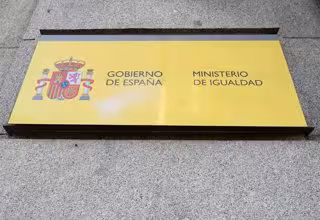 GOBIERNO
DE ESPAÑA
MINISTERIO
DE IGUALDAD